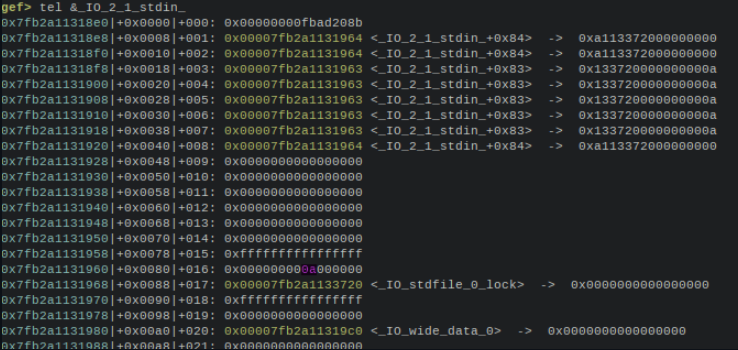 gef> tel &_IO_2_1_stdin_
0x7fb2a11318e0|+0x0000|+000: 0x00000000fbad208b
0x7fb2a11318e8|+0x0008|+001: 0x00007fb2a1131964 <_IO_2_1_stdin_+0x84>  ->  0xa113372000000000
0x7fb2a11318f0|+0x0010|+002: 0x00007fb2a1131964 <_IO_2_1_stdin_+0x84>  ->  0xa113372000000000
0x7fb2a11318f8|+0x0018|+003: 0x00007fb2a1131963 <_IO_2_1_stdin_+0x83>  ->  0x133720000000000a
0x7fb2a1131900|+0x0020|+004: 0x00007fb2a1131963 <_IO_2_1_stdin_+0x83>  ->  0x133720000000000a
0x7fb2a1131908|+0x0028|+005: 0x00007fb2a1131963 <_IO_2_1_stdin_+0x83>  ->  0x133720000000000a
0x7fb2a1131910|+0x0030|+006: 0x00007fb2a1131963 <_IO_2_1_stdin_+0x83>  ->  0x133720000000000a
0x7fb2a1131918|+0x0038|+007: 0x00007fb2a1131963 <_IO_2_1_stdin_+0x83>  ->  0x133720000000000a
0x7fb2a1131920|+0x0040|+008: 0x00007fb2a1131964 <_IO_2_1_stdin_+0x84>  ->  0xa113372000000000
0x7fb2a1131928|+0x0048|+009: 0x0000000000000000
0x7fb2a1131930|+0x0050|+010: 0x0000000000000000
0x7fb2a1131938|+0x0058|+011: 0x0000000000000000
0x7fb2a1131940|+0x0060|+012: 0x0000000000000000
0x7fb2a1131948|+0x0068|+013: 0x0000000000000000
0x7fb2a1131950|+0x0070|+014: 0x0000000000000000
0x7fb2a1131958|+0x0078|+015: 0xffffffffffffffff
0x7fb2a1131960|+0x0080|+016: 0x000000000a000000
0x7fb2a1131968|+0x0088|+017: 0x00007fb2a1133720 <_IO_stdfile_0_lock>  ->  0x0000000000000000
0x7fb2a1131970|+0x0090|+018: 0xffffffffffffffff
0x7fb2a1131978|+0x0098|+019: 0x0000000000000000
0x7fb2a1131980|+0x00a0|+020: 0x00007fb2a11319c0 <_IO_wide_data_0>  ->  0x0000000000000000
0x7fb2a1131988|+0x00a8|+021: 0x0000000000000000